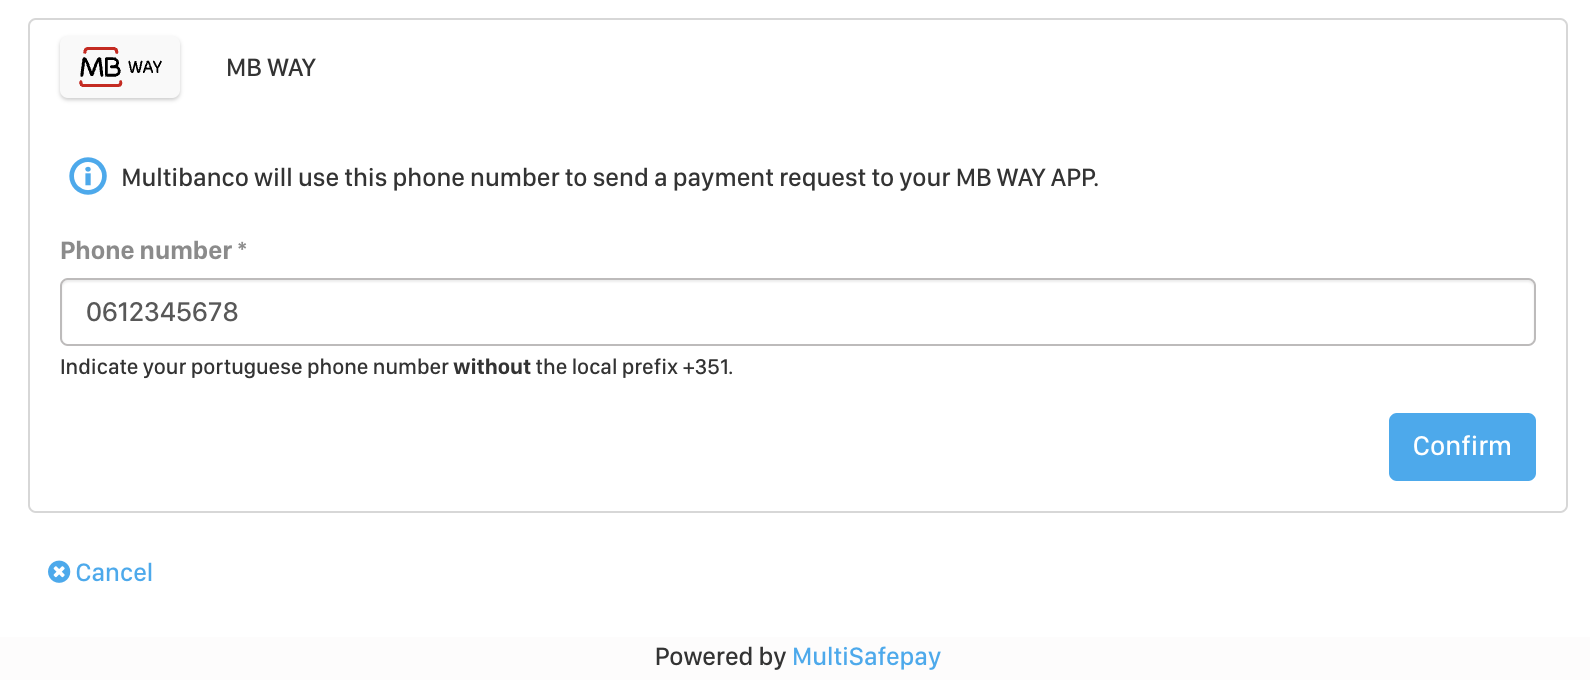 MB WAY
MB WAY
Multibanco will use this phone number to send a payment request to your MB WAY APP.
Phone number *
0612345678
Indicate your portuguese phone number without the local prefix +351.
Confirm
Cancel
Powered by MultiSafepay